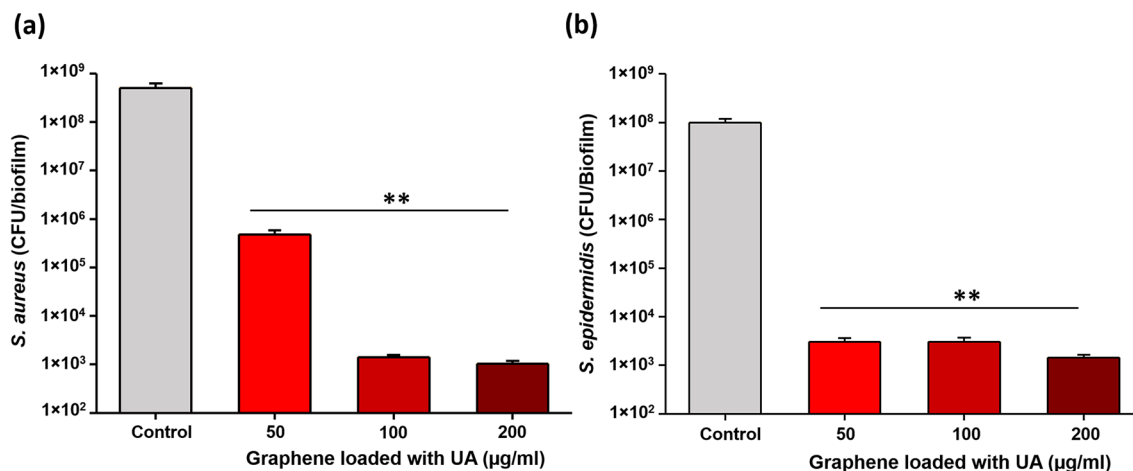 (a)
S. aureus (CFU/biofilm)
1×10⁹
1×10⁸
1×10⁷
1×10⁶
1×10⁵
1×10⁴
1×10³
1×10²
**
Control 50 100 200
Graphene loaded with UA (µg/ml)
(b)
S. epidermidis (CFU/Biofilm)
1×10⁹
1×10⁸
1×10⁷
1×10⁶
1×10⁵
1×10⁴
1×10³
1×10²
**
Control 50 100 200
Graphene loaded with UA (µg/ml)